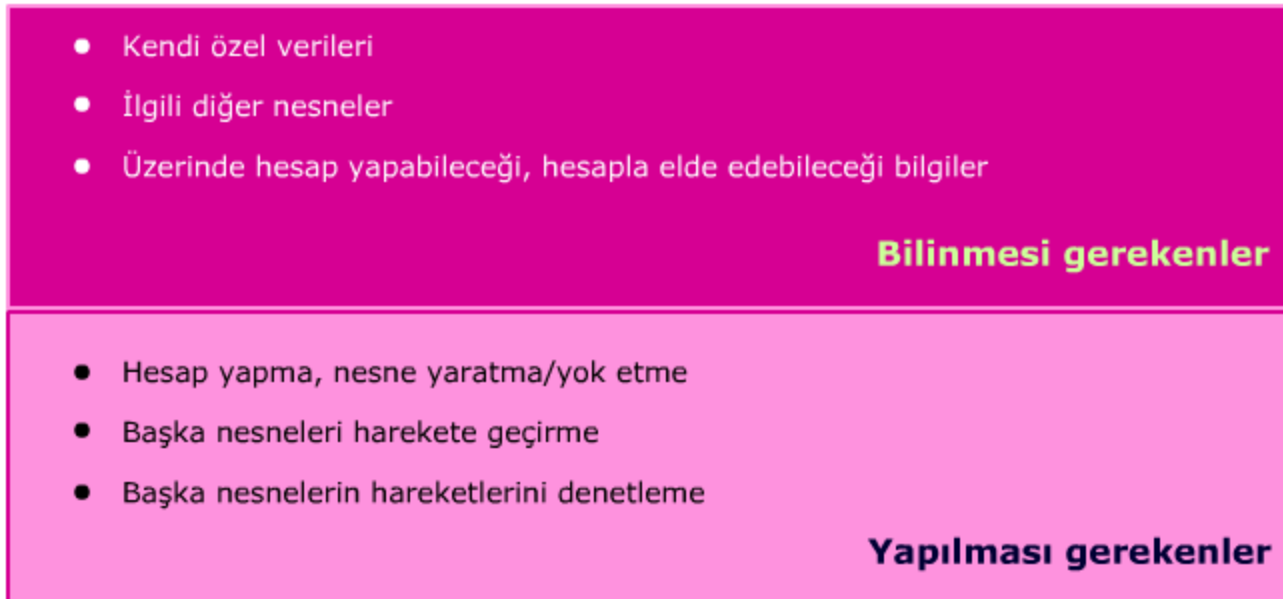 Kendi özel verileri
İlgili diğer nesneler
Üzerinde hesap yapabileceği, hesapla elde edebileceği bilgiler
Bilinmesi gerekenler
Hesap yapma, nesne yaratma/yok etme
Başka nesneleri harekete geçirme
Başka nesnelerin hareketlerini denetleme
Yapılması gerekenler